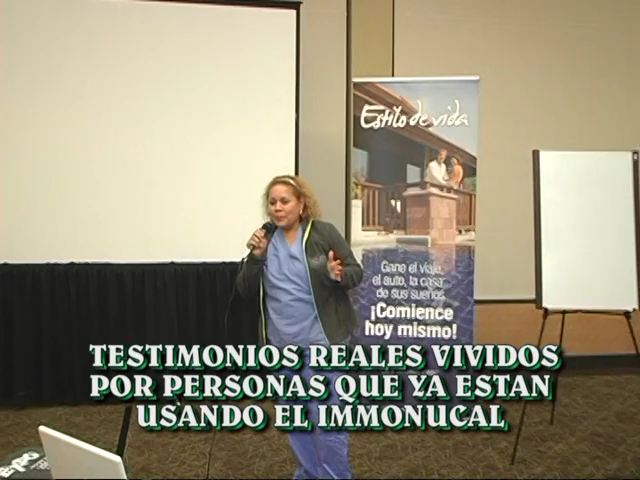 Estilo de vida
Gane el viaje,
el auto, la casa
de sus sueños
¡Comience
hoy mismo!
TESTIMONIOS REALES VIVIDOS
POR PERSONAS QUE YA ESTAN
USANDO EL IMMONUCAL